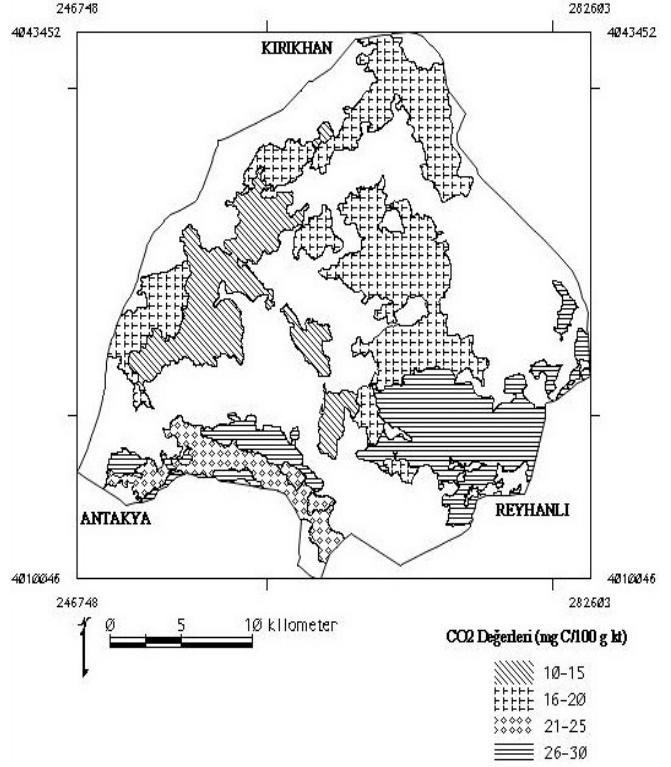 246748 282603
4043452 4043452
KIRIKHAN
ANTAKYA
REYHANLI
4010046 4010046
246748 282603
0 5 10 kilometer
CO2 Değerleri (mg C/100 g kt)
10-15
16-20
21-25
26-30